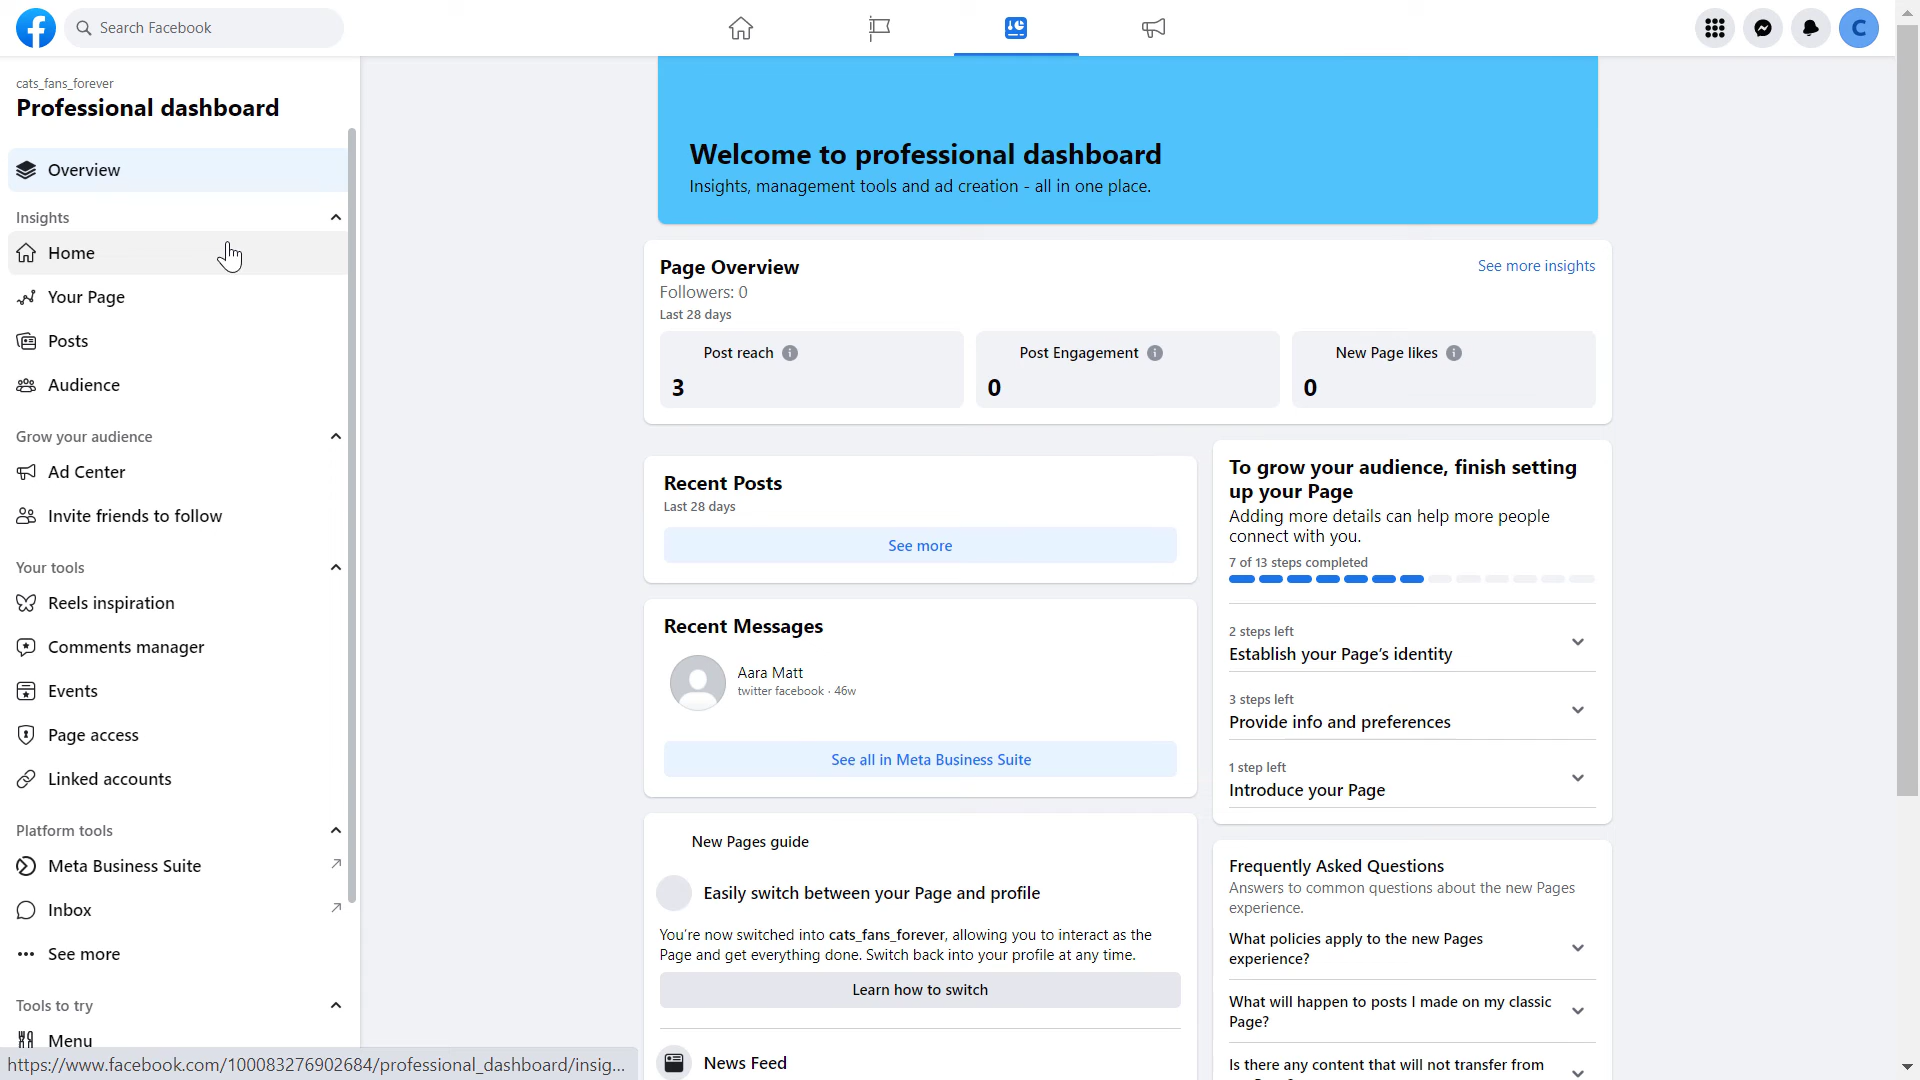 Search Facebook
C
cats_fans_forever
Professional dashboard
Overview
Insights
Home
Your Page
Posts
Audience
Grow your audience
Ad Center
Invite friends to follow
Your tools
Reels inspiration
Comments manager
Events
Page access
Linked accounts
Platform tools
Meta Business Suite
Inbox
See more
Tools to try
Menu
https://www.facebook.com/100083276902684/professional_dashboard/insig...
Welcome to professional dashboard
Insights, management tools and ad creation - all in one place.
Page Overview
See more insights
Followers: 0
Last 28 days
Post reach
3
Post Engagement
0
New Page likes
0
Recent Posts
Last 28 days
See more
Recent Messages
Aara Matt
twitter facebook · 46w
See all in Meta Business Suite
New Pages guide
Easily switch between your Page and profile
You're now switched into cats_fans_forever, allowing you to interact as the
Page and get everything done. Switch back into your profile at any time.
Learn how to switch
News Feed
To grow your audience, finish setting
up your Page
Adding more details can help more people
connect with you.
7 of 13 steps completed
2 steps left
Establish your Page's identity
3 steps left
Provide info and preferences
1 step left
Introduce your Page
Frequently Asked Questions
Answers to common questions about the new Pages
experience.
What policies apply to the new Pages
experience?
What will happen to posts I made on my classic
Page?
Is there any content that will not transfer from